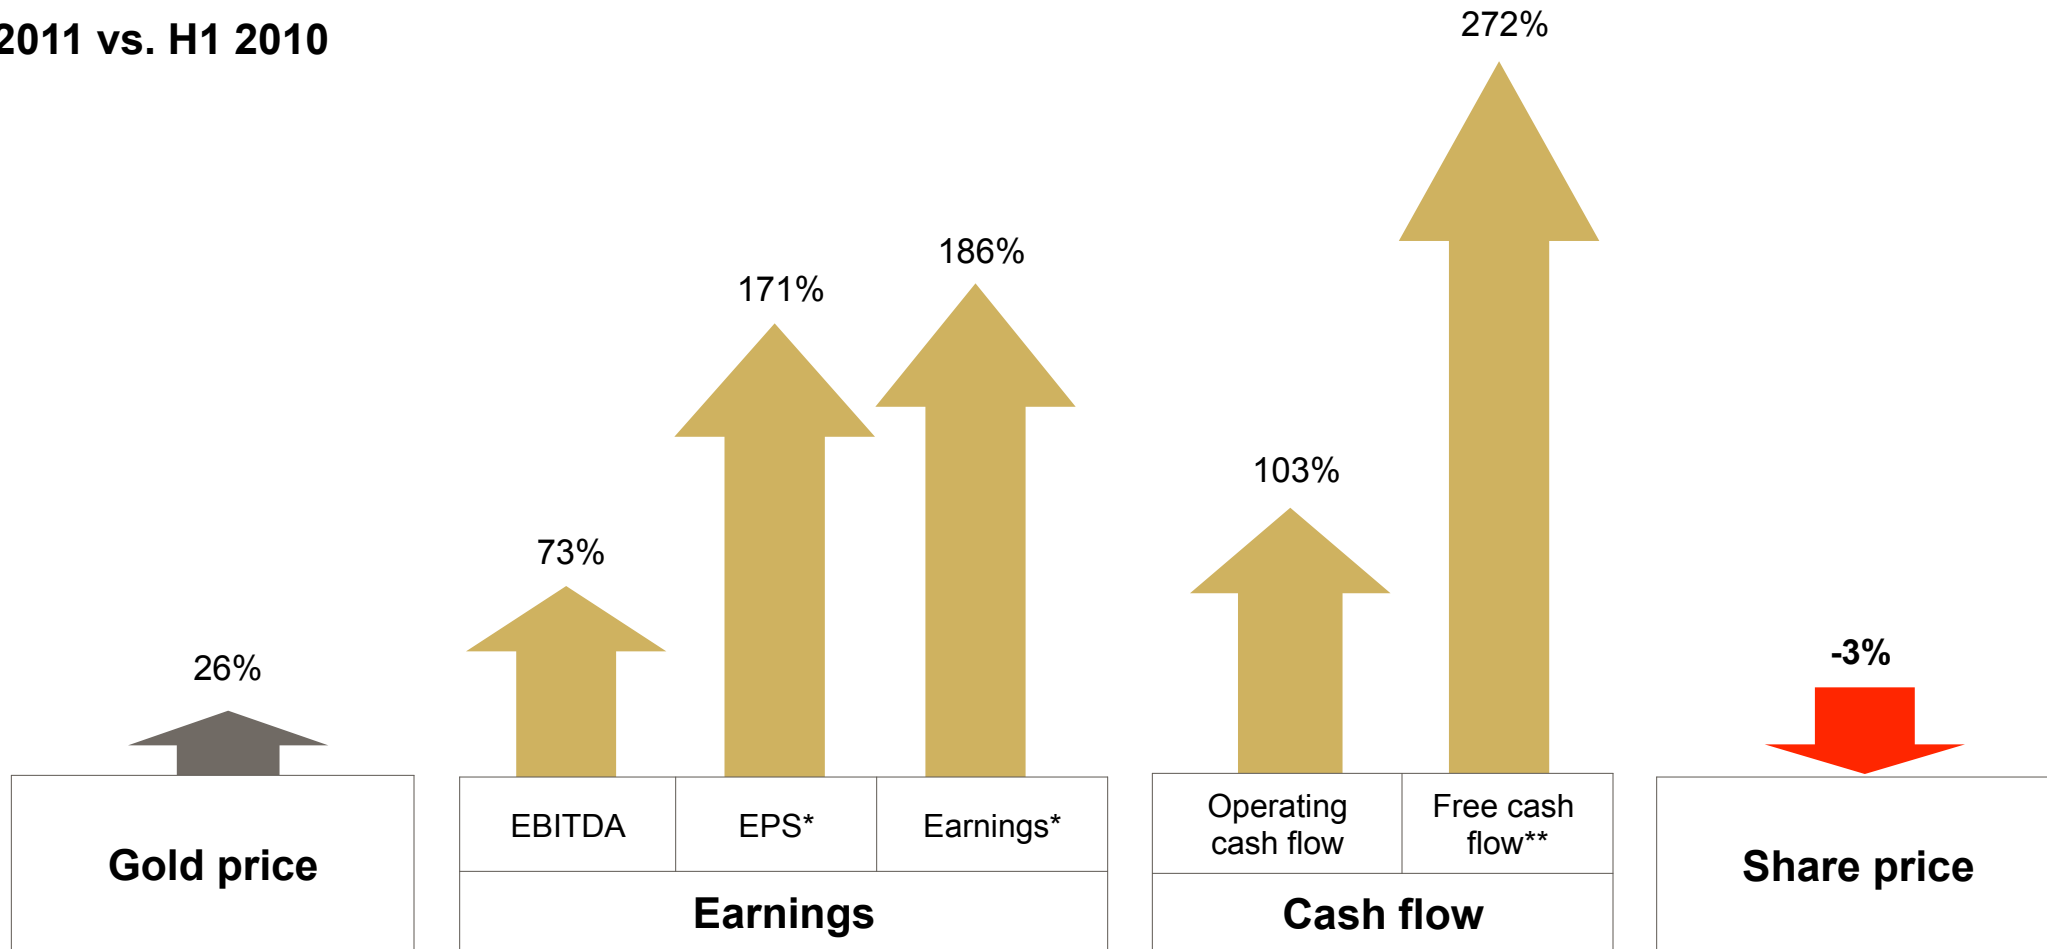 2011 vs. H1 2010
26%
73%
171%
186%
103%
272%
-3%
EBITDA
EPS*
Earnings*
Operating
cash flow
Free cash
flow**
Gold price
Earnings
Cash flow
Share price